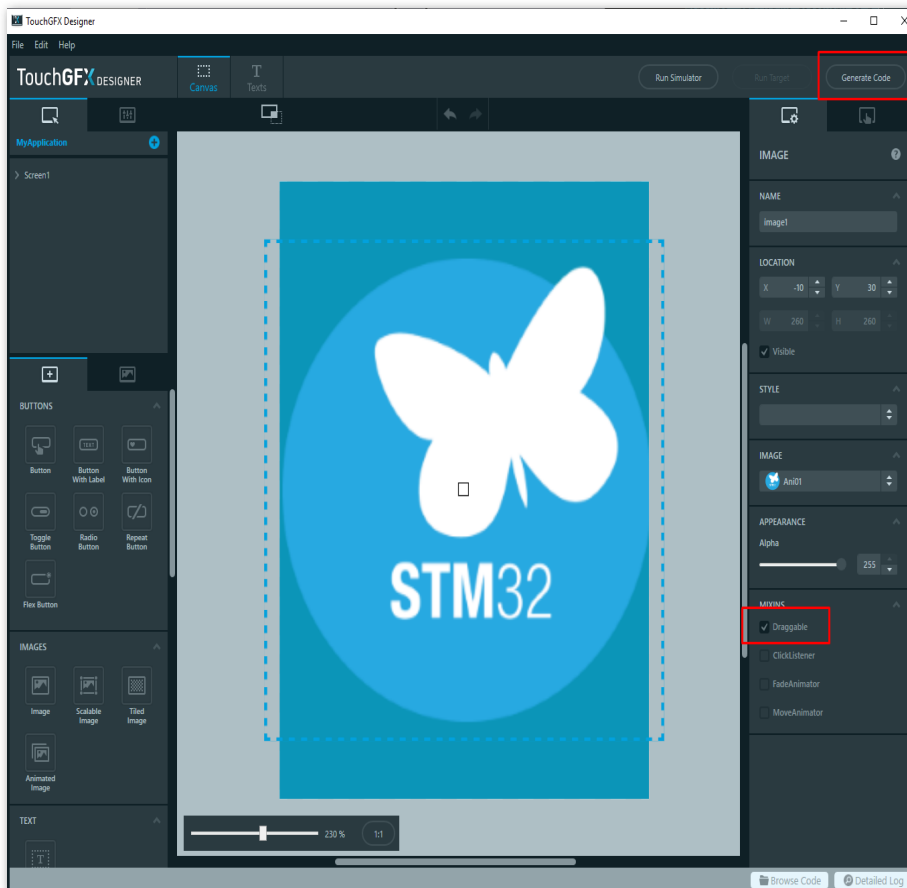 TouchGFX Designer
File Edit Help
TouchGFX DESIGNER
Canvas
Texts
Run Simulator
Run Target
Generate Code
MyApplication
Screen1
BUTTONS
Button
Button With Label
Button With Icon
Toggle Button
Radio Button
Repeat Button
Flex Button
IMAGES
Image
Scalable Image
Tiled Image
Animated Image
TEXT
STM32
230 %
1:1
IMAGE
NAME
image1
LOCATION
X -10 Y 30
W 260 H 260
Visible
STYLE
IMAGE
Ani01
APPEARANCE
Alpha
255
MIXINS
Draggable
ClickListener
FadeAnimator
MoveAnimator
Browse Code
Detailed Log